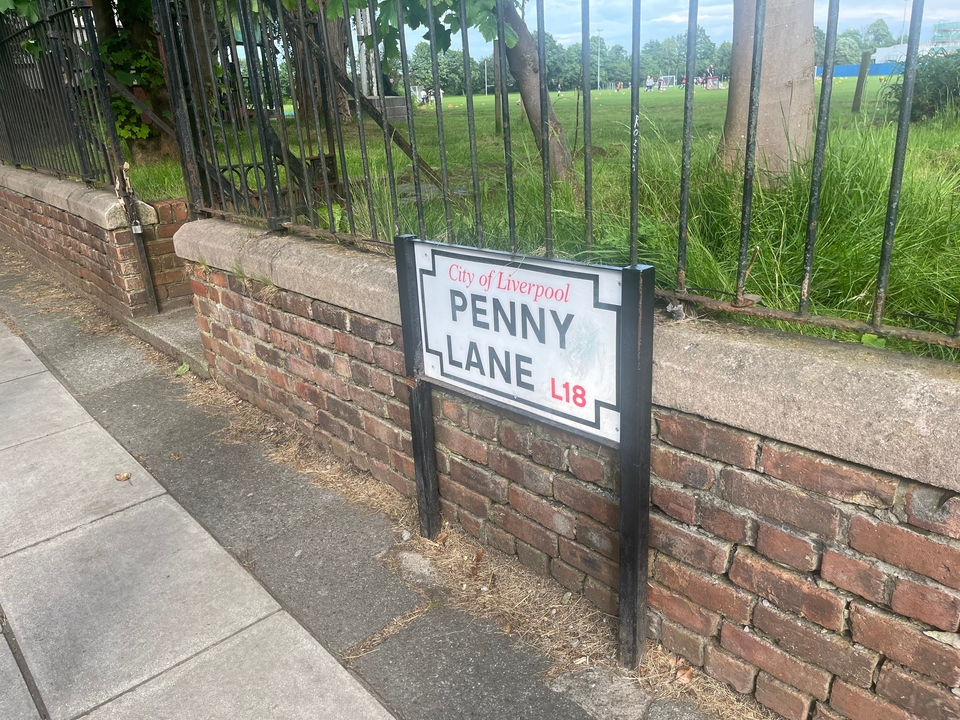 City of Liverpool
PENNY
LANE L18